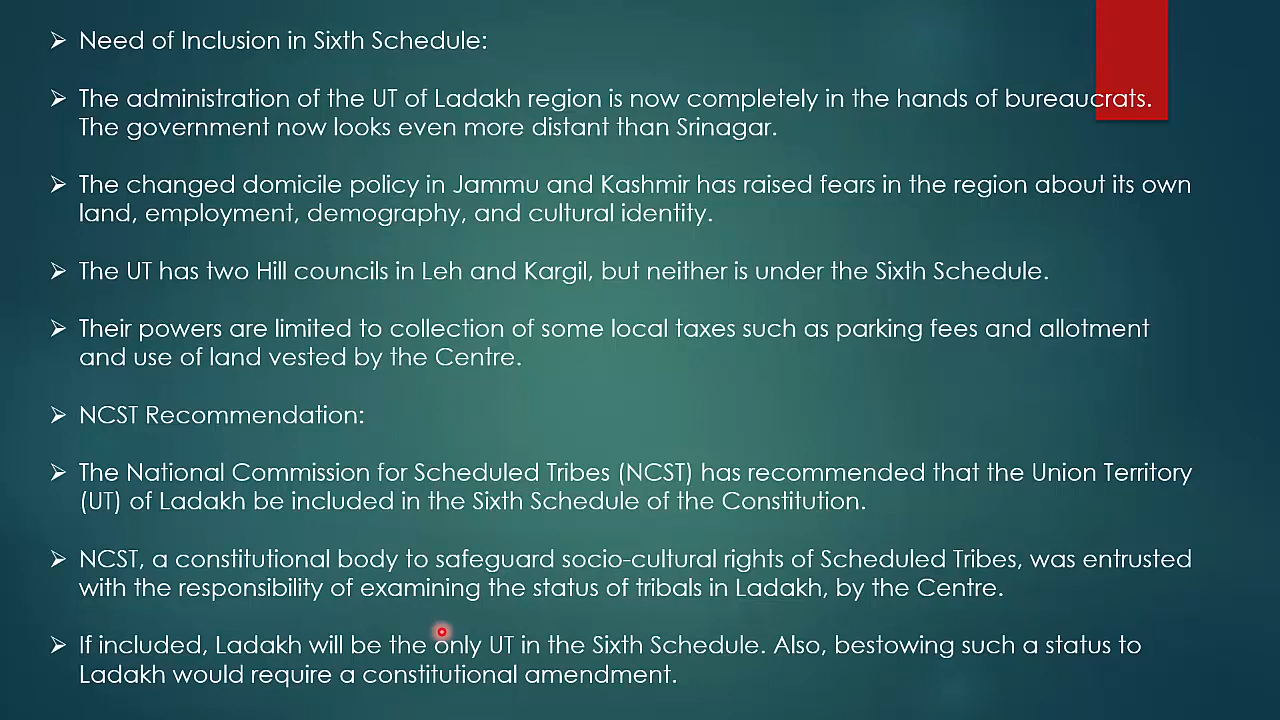 Need of Inclusion in Sixth Schedule:
The administration of the UT of Ladakh region is now completely in the hands of bureaucrats.
The government now looks even more distant than Srinagar.
The changed domicile policy in Jammu and Kashmir has raised fears in the region about its own
land, employment, demography, and cultural identity.
The UT has two Hill councils in Leh and Kargil, but neither is under the Sixth Schedule.
Their powers are limited to collection of some local taxes such as parking fees and allotment
and use of land vested by the Centre.
NCST Recommendation:
The National Commission for Scheduled Tribes (NCST) has recommended that the Union Territory
(UT) of Ladakh be included in the Sixth Schedule of the Constitution.
NCST, a constitutional body to safeguard socio-cultural rights of Scheduled Tribes, was entrusted
with the responsibility of examining the status of tribals in Ladakh, by the Centre.
If included, Ladakh will be the only UT in the Sixth Schedule. Also, bestowing such a status to
Ladakh would require a constitutional amendment.